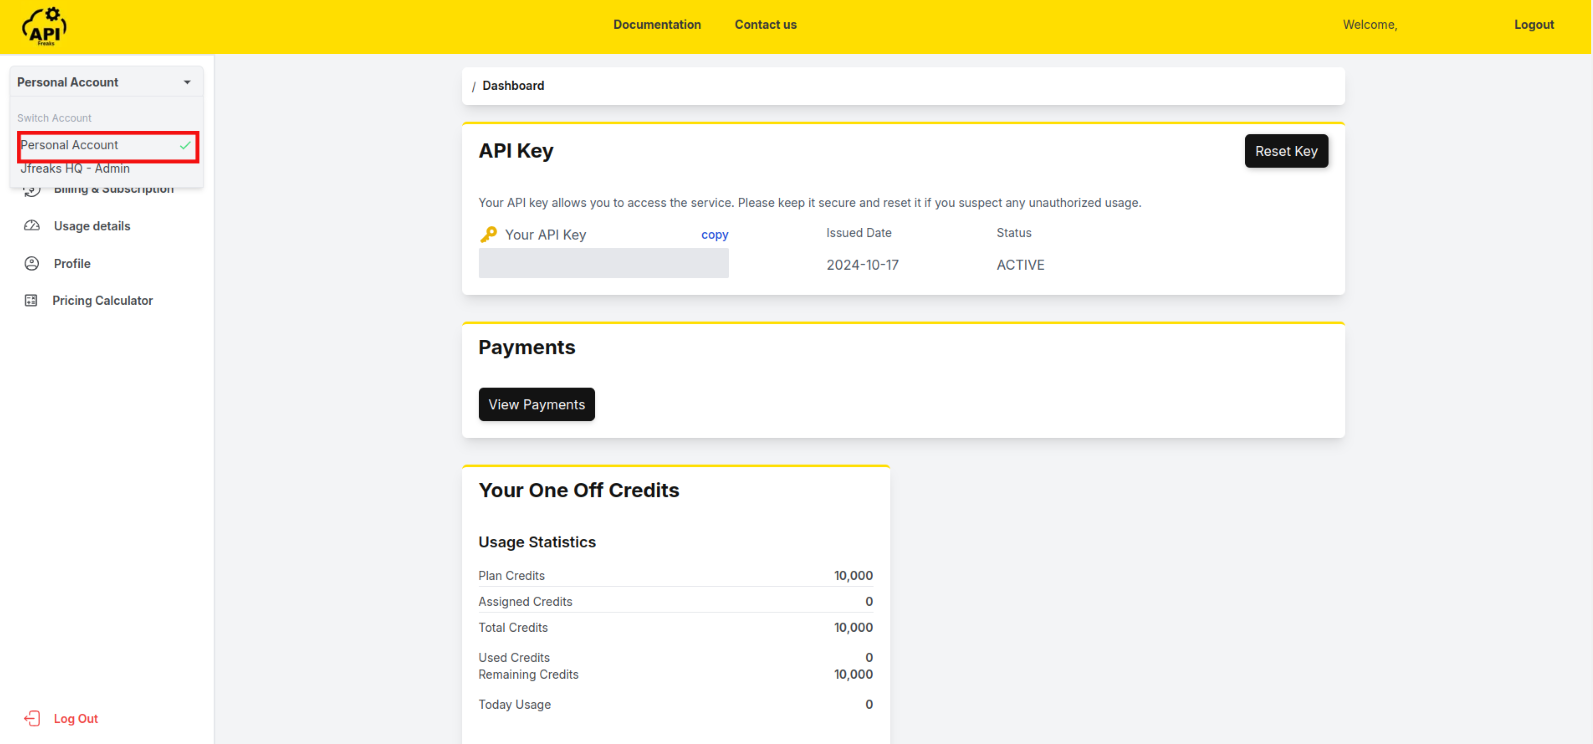 API
Freaks
Documentation
Contact us
Welcome,
Logout
Personal Account
Switch Account
Personal Account
Jfreaks HQ - Admin
Billing & Subscription
Usage details
Profile
Pricing Calculator
Log Out
/ Dashboard
API Key
Reset Key
Your API key allows you to access the service. Please keep it secure and reset it if you suspect any unauthorized usage.
Your API Key
copy
Issued Date
Status
2024-10-17
ACTIVE
Payments
View Payments
Your One Off Credits
Usage Statistics
Plan Credits 10,000
Assigned Credits 0
Total Credits 10,000
Used Credits 0
Remaining Credits 10,000
Today Usage 0